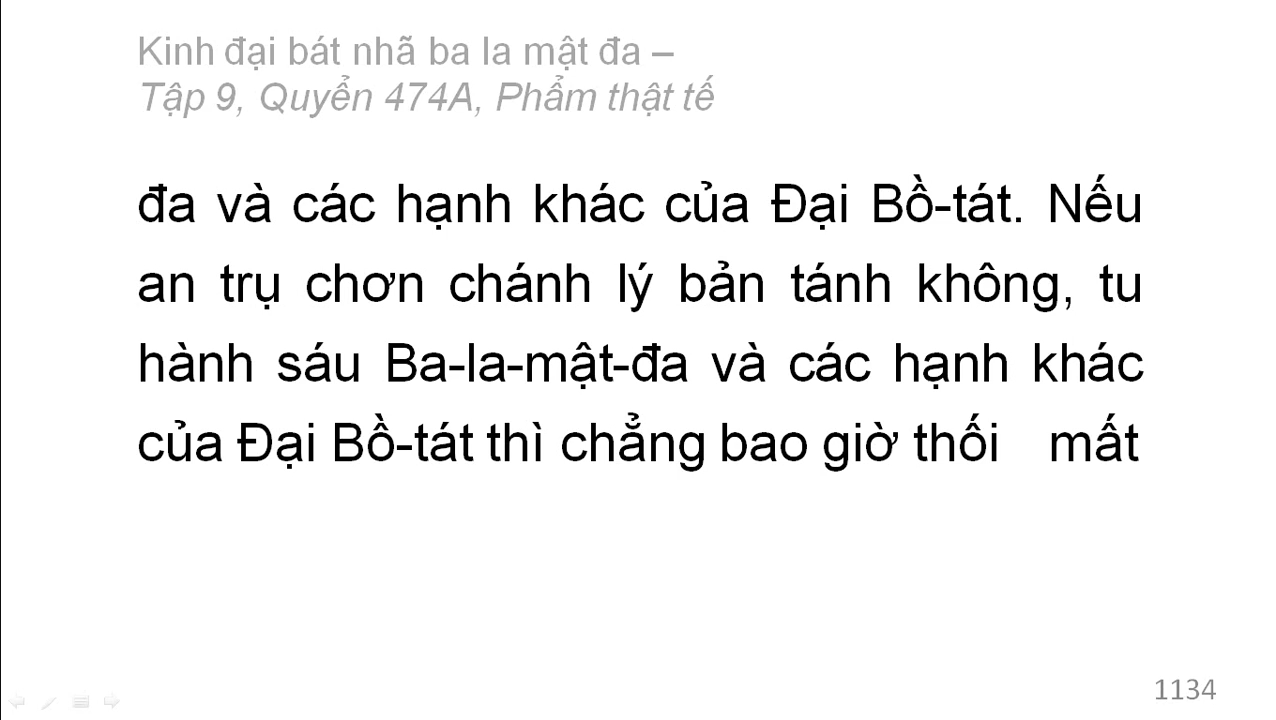 Kinh đại bát nhã ba la mật đa –
Tập 9, Quyển 474A, Phẩm thật tế
đa và các hạnh khác của Đại Bồ-tát. Nếu
an trụ chơn chánh lý bản tánh không, tu
hành sáu Ba-la-mật-đa và các hạnh khác
của Đại Bồ-tát thì chẳng bao giờ thối mất
1134